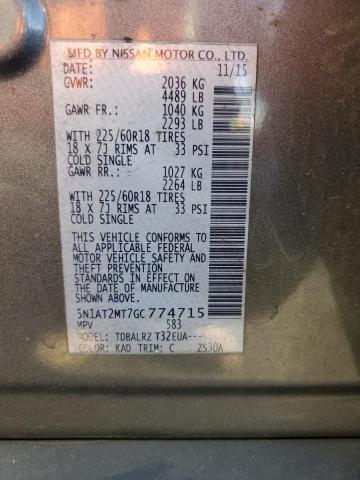 MFD BY NISSAN MOTOR CO., LTD.
DATE: 11/15
GVWR: 2036 KG
4489 LB
GAWR FR.: 1040 KG
2293 LB
WITH 225/60R18 TIRES
18 X 7J RIMS AT 33 PSI
COLD SINGLE
GAWR RR.: 1027 KG
2264 LB
WITH 225/60R18 TIRES
18 X 7J RIMS AT 33 PSI
COLD SINGLE
THIS VEHICLE CONFORMS TO
ALL APPLICABLE FEDERAL
MOTOR VEHICLE SAFETY AND
THEFT PREVENTION
STANDARDS IN EFFECT ON
THE DATE OF MANUFACTURE
SHOWN ABOVE.
5N1AT2MT7GC774715
MPV 583
MODEL: TDBALRZ T32EUA---
COLOR: KAD TRIM: C ZS30A